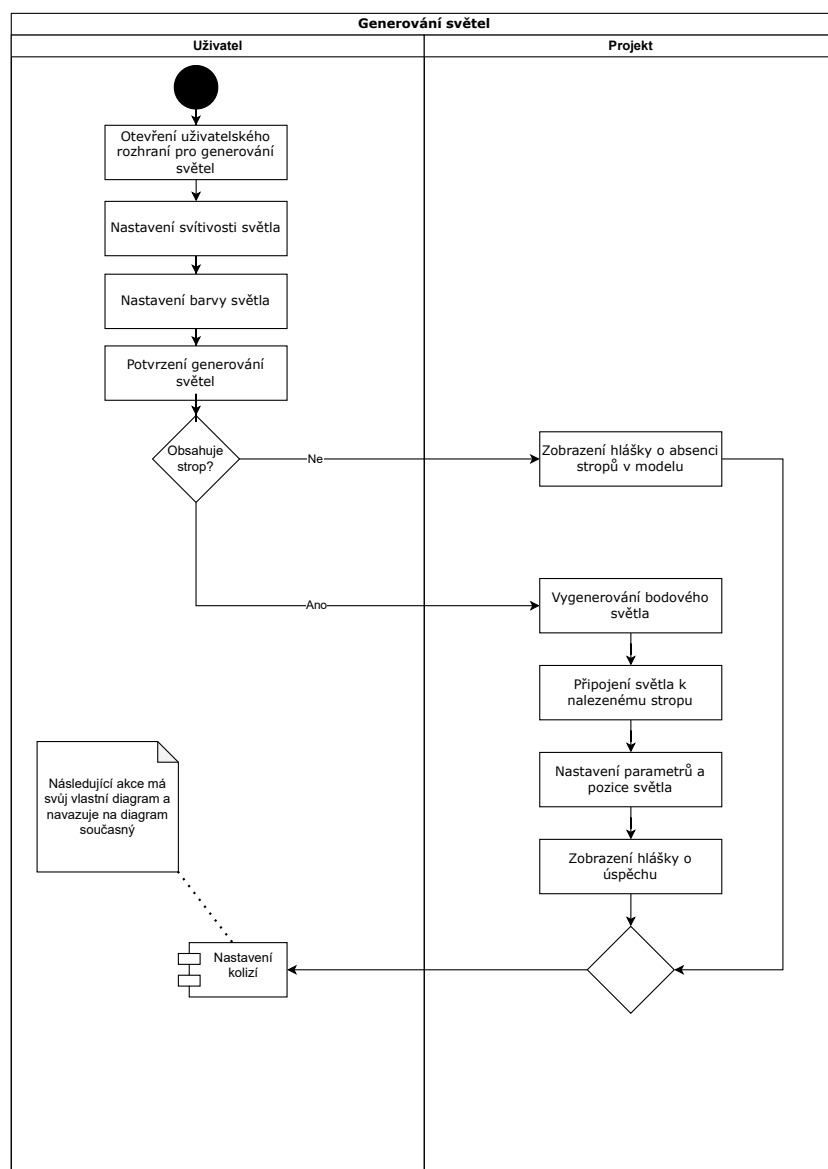 Generování světel
Uživatel
Projekt
Otevření uživatelského
rozhraní pro generování
světel
Nastavení svítivosti světla
Nastavení barvy světla
Potvrzení generování
světel
Obsahuje
strop?
Ne
Zobrazení hlášky o absenci
stropů v modelu
Ano
Vygenerování bodového
světla
Připojení světla k
nalezenému stropu
Nastavení parametrů a
pozice světla
Zobrazení hlášky o
úspěchu
Následující akce má
svůj vlastní diagram a
navazuje na diagram
současný
Nastavení
kolizí